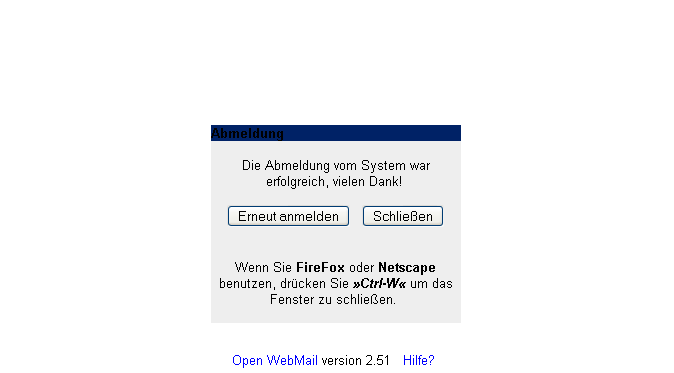 Abmeldung
Die Abmeldung vom System war
erfolgreich, vielen Dank!
Erneut anmelden Schließen
Wenn Sie FireFox oder Netscape
benutzen, drücken Sie »Ctrl-W« um das
Fenster zu schließen.
Open WebMail version 2.51 Hilfe?